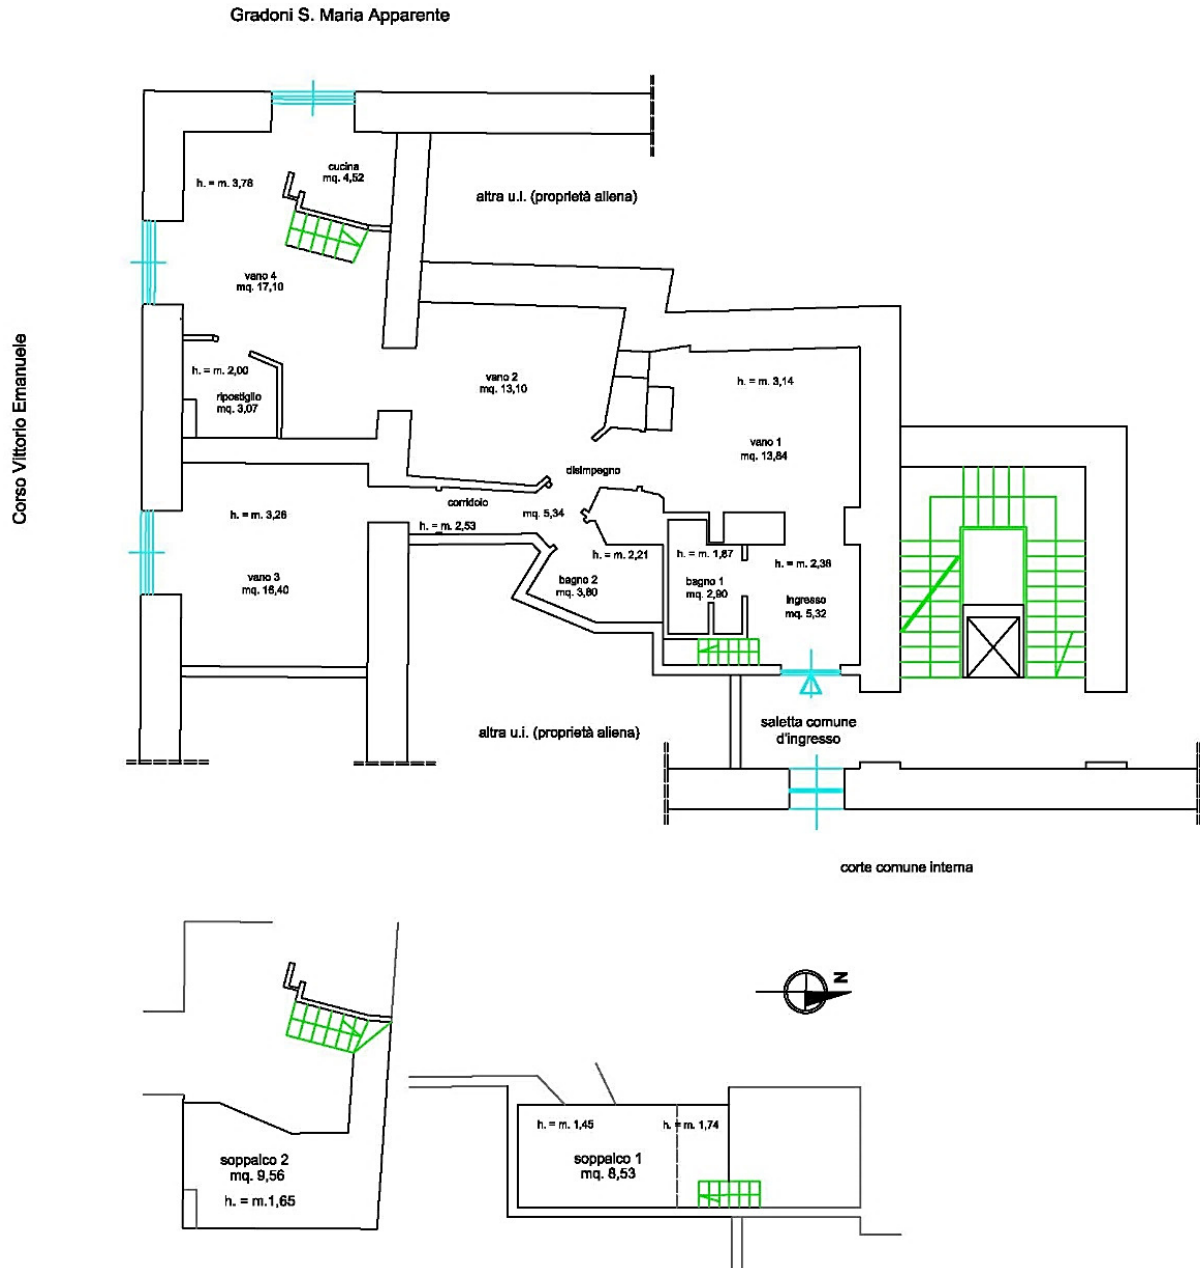 Gradoni S. Maria Apparente
cucina
mq. 4,52
h. = m. 3,78
altra u.i. (proprietà aliena)
vano 4
mq. 17,10
Corso Vittorio Emanuele
h. = m. 2,00
ripostiglio
mq. 3,07
vano 2
mq. 13,10
h. = m. 3,14
vano 1
mq. 13,84
disimpegno
corridoio
mq. 5,34
h. = m. 2,53
h. = m. 3,26
vano 3
mq. 16,40
h. = m. 2,21
bagno 2
mq. 3,80
h. = m. 1,87
bagno 1
mq. 2,90
h. = m. 2,38
ingresso
mq. 5,32
altra u.i. (proprietà aliena)
saletta comune
d'ingresso
corte comune interna
N
soppalco 2
mq. 9,56
h. = m.1,65
h. = m. 1,45
h. = m. 1,74
soppalco 1
mq. 8,53